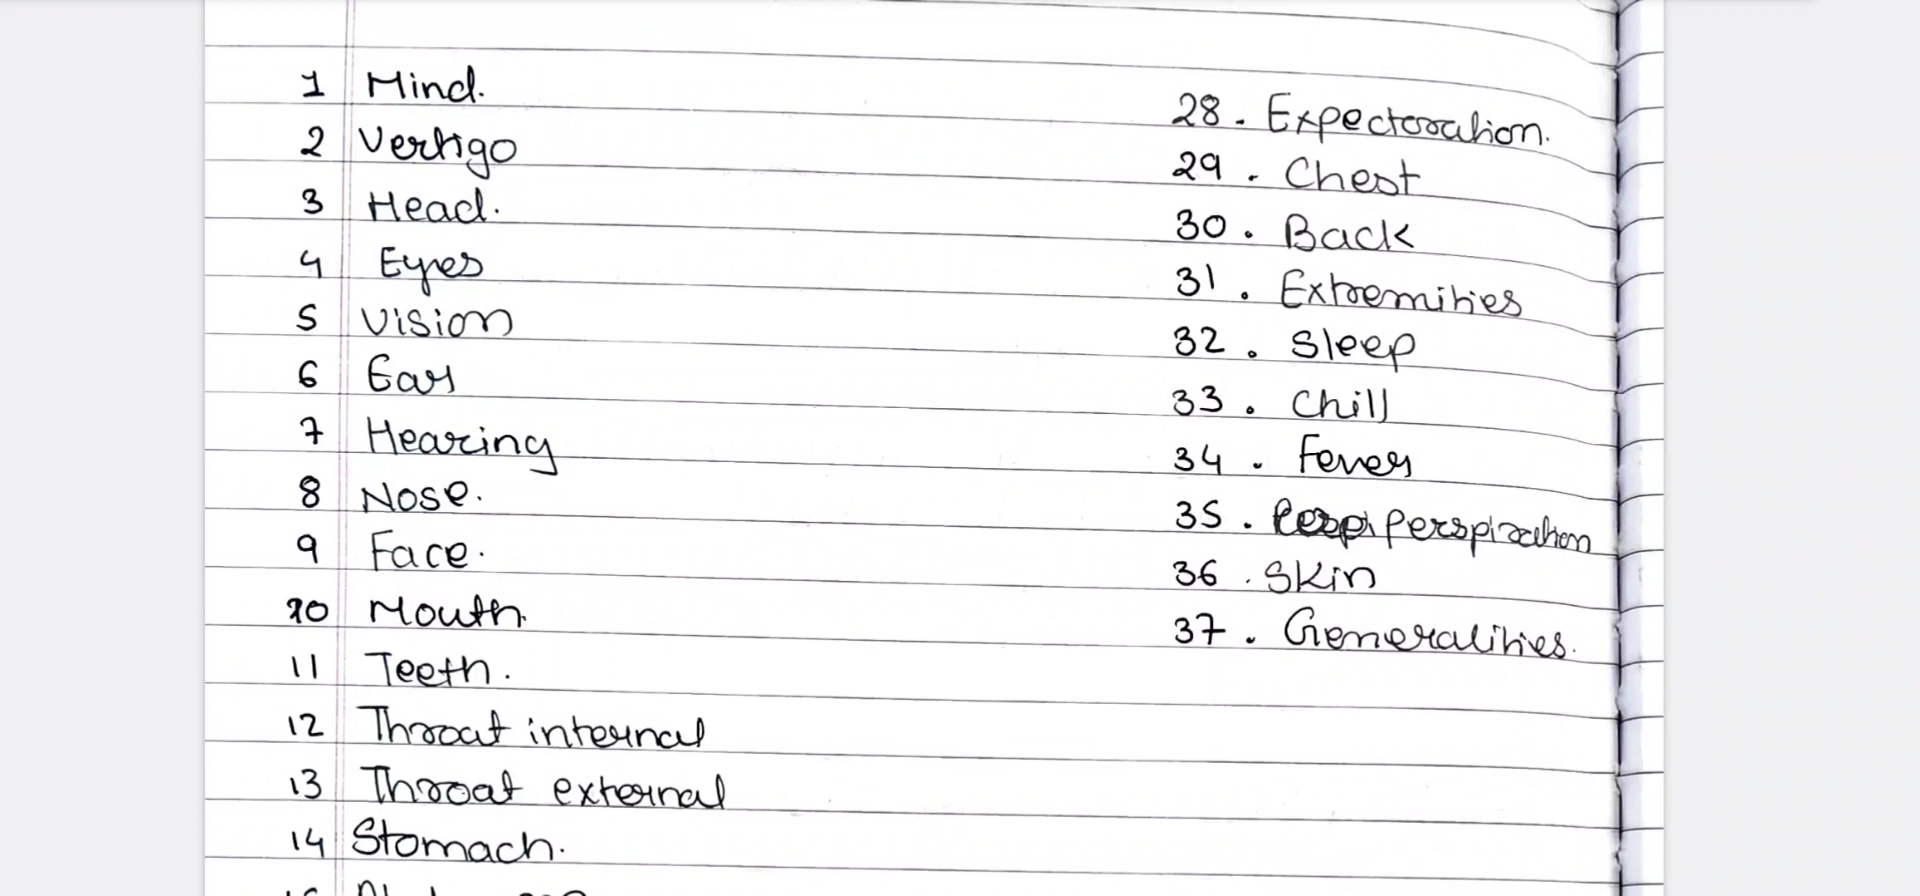 1 Mind.
2 Vertigo
3 Head.
4 Eyes
5 Vision
6 Ear
7 Hearing
8 Nose.
9 Face.
10 Mouth.
11 Teeth.
12 Throat internal
13 Throat external
14 Stomach.
28. Expectoration.
29. Chest
30. Back
31. Extremities
32. Sleep
33. Chill
34. Fever
35. Perspiration
36. Skin
37. Generalities.